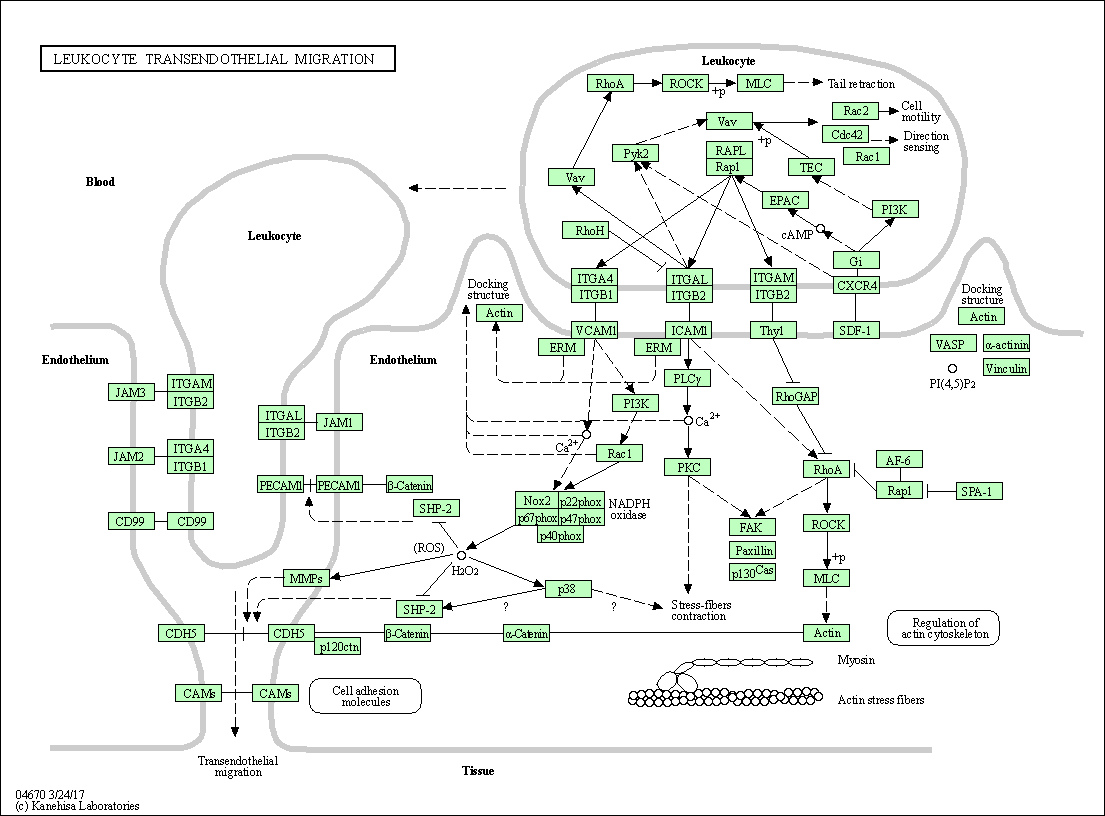 LEUKOCYTE TRANSENDOTHELIAL MIGRATION
Leukocyte
RhoA
ROCK
+p
MLC
Tail retraction
Vav
+p
Rac2
Cell
motility
Cdc42
Direction
sensing
Rac1
Pyk2
RAPL
Rap1
TEC
Vav
EPAC
PI3K
cAMP
RhoH
Gi
Blood
Leukocyte
ITGA4
ITGB1
ITGAL
ITGB2
ITGAM
ITGB2
CXCR4
Docking
structure
Actin
VCAM1
ICAM1
Thy1
SDF-1
Docking
structure
Actin
VASP
α-actinin
PI(4,5)P2
Vinculin
ERM
ERM
Endothelium
Endothelium
JAM3
ITGAM
ITGB2
PLCγ
PI3K
RhoGAP
ITGAL
ITGB2
JAM1
Ca2+
Ca2+
JAM2
ITGA4
ITGB1
Rac1
PKC
RhoA
AF-6
Rap1
SPA-1
PECAM1
PECAM1
β-Catenin
SHP-2
Nox2
p22phox
p67phox
p47phox
p40phox
NADPH
oxidase
CD99
CD99
FAK
Paxillin
p130Cas
ROCK
+p
MLC
(ROS)
H2O2
MMPs
p38
SHP-2
?
?
Stress-fibers
contraction
CDH5
CDH5
p120ctn
β-Catenin
α-Catenin
Actin
Regulation of
actin cytoskeleton
Myosin
Actin stress fibers
CAMs
CAMs
Cell adhesion
molecules
Transendothelial
migration
Tissue
04670 3/24/17
(c) Kanehisa Laboratories